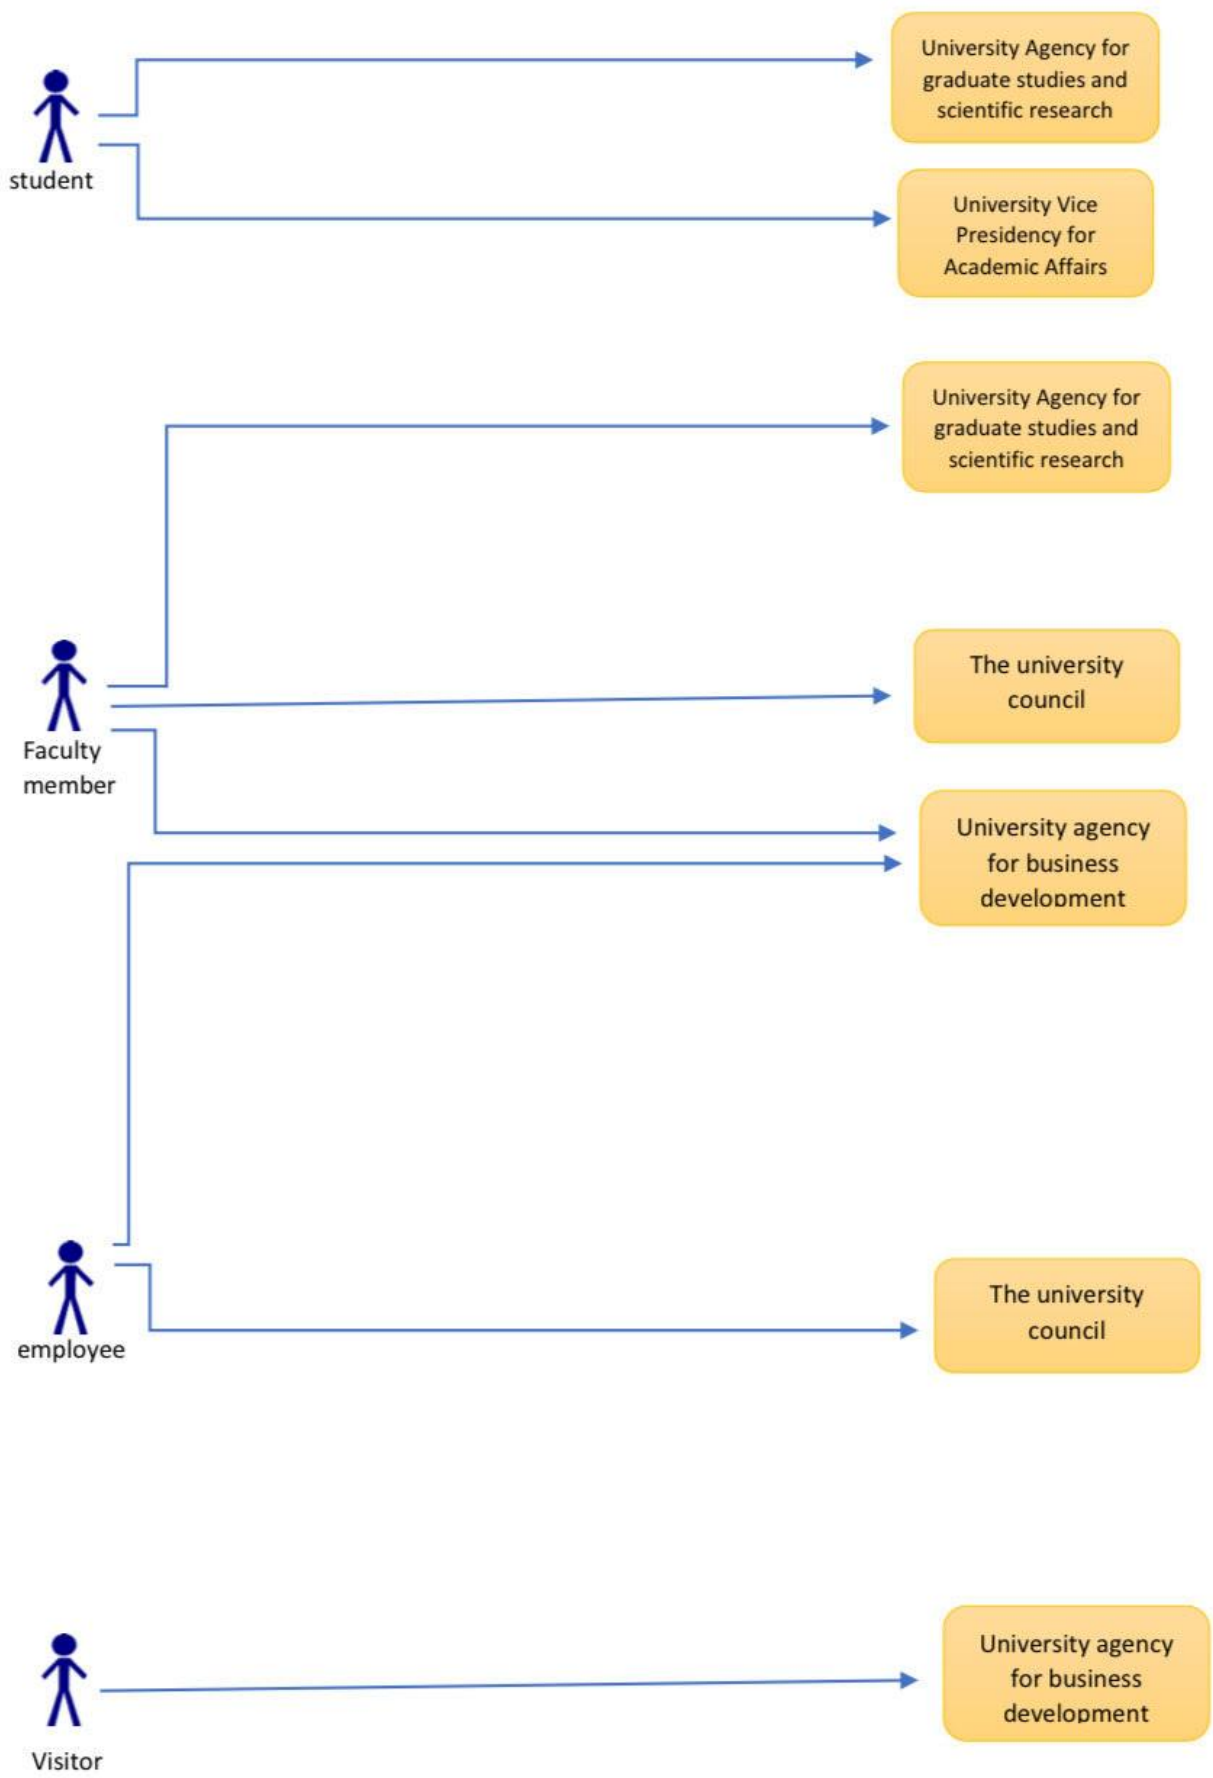 University Agency for
graduate studies and
scientific research
student
University Vice
Presidency for
Academic Affairs
University Agency for
graduate studies and
scientific research
The university
council
Faculty
member
University agency
for business
development
The university
council
employee
University agency
for business
development
Visitor